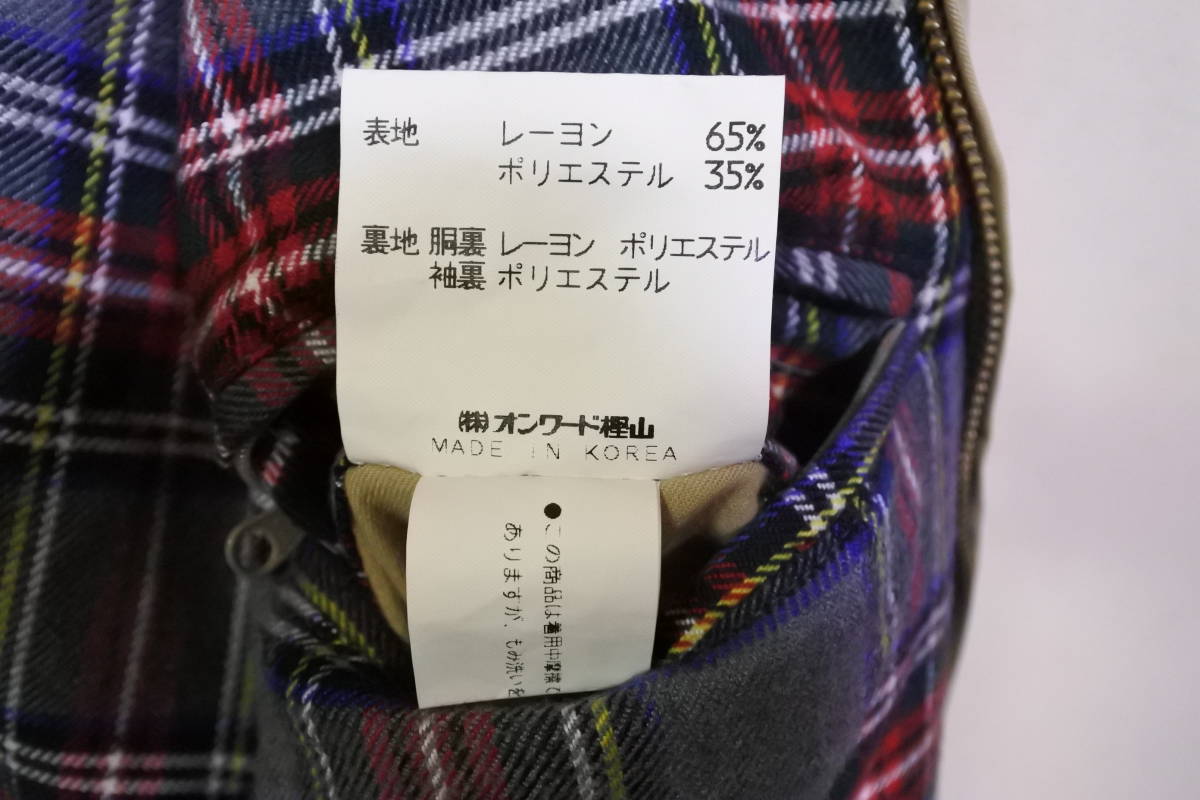 表地 レーヨン 65%
ポリエステル 35%
裏地 胴裏 レーヨン ポリエステル
袖裏 ポリエステル
㈱オンワード樫山
MADE IN KOREA
●この商品は着用中摩擦で
ありますが、もみ洗いを